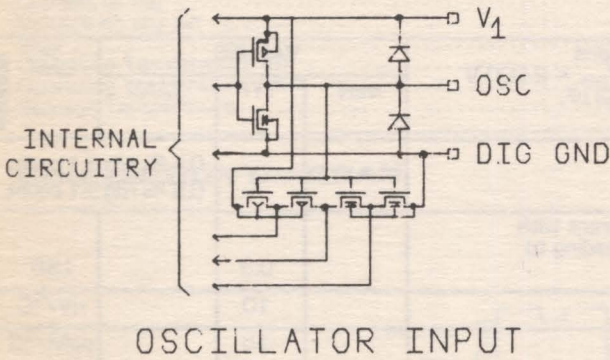 V1
OSC
INTERNAL
CIRCUITRY
DIG GND
OSCILLATOR INPUT